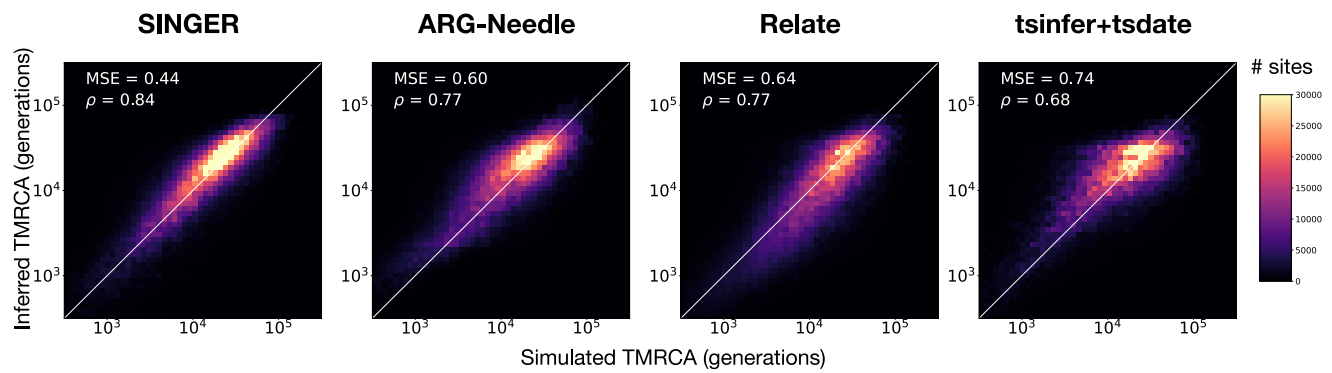 SINGER
ARG-Needle
Relate
tsinfer+tsdate
Inferred TMRCA (generations)
MSE = 0.44
ρ = 0.84
10⁵
10⁴
10³
10³ 10⁴ 10⁵
MSE = 0.60
ρ = 0.77
10⁵
10⁴
10³
10³ 10⁴ 10⁵
MSE = 0.64
ρ = 0.77
10⁵
10⁴
10³
10³ 10⁴ 10⁵
MSE = 0.74
ρ = 0.68
10⁵
10⁴
10³
10³ 10⁴ 10⁵
# sites
30000
25000
20000
15000
10000
5000
0
Simulated TMRCA (generations)